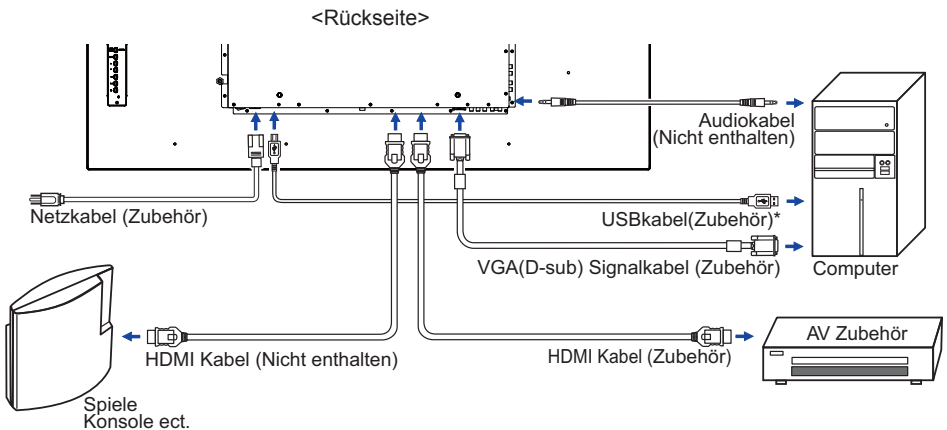 <Rückseite>
Audiokabel
(Nicht enthalten)
Netzkabel (Zubehör)
USBkabel(Zubehör)*
VGA(D-sub) Signalkabel (Zubehör)
Computer
HDMI Kabel (Nicht enthalten)
HDMI Kabel (Zubehör)
AV Zubehör
Spiele
Konsole ect.